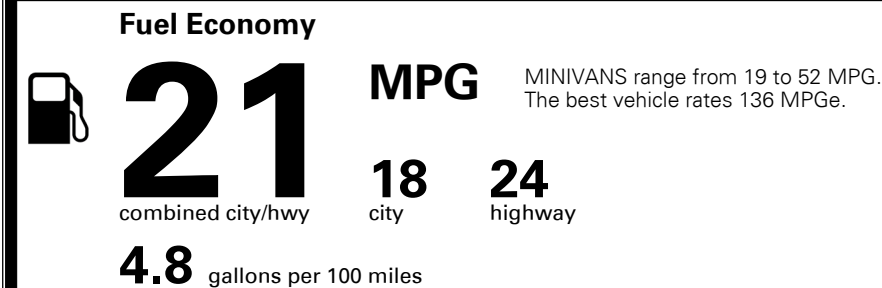 Fuel Economy
21 MPG
MINIVANS range from 19 to 52 MPG.
The best vehicle rates 136 MPGe.
combined city/hwy
18
city
24
highway
4.8 gallons per 100 miles